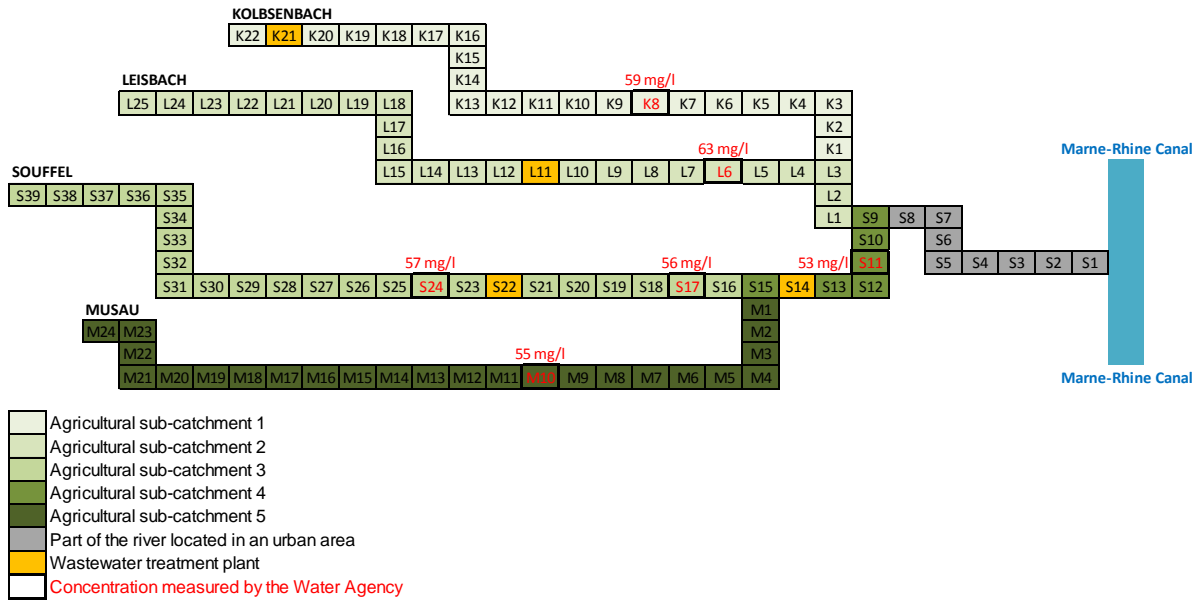 KOLBSENBACH
K22 K21 K20 K19 K18 K17 K16
K15
LEISBACH
K14
59 mg/l
L25 L24 L23 L22 L21 L20 L19 L18
K13 K12 K11 K10 K9 K8 K7 K6 K5 K4 K3
L17
K2
L16
63 mg/l
K1
Marne-Rhine Canal
SOUFFEL
L15 L14 L13 L12 L11 L10 L9 L8 L7 L6 L5 L4 L3
S39 S38 S37 S36 S35
L2
S34
L1 S9 S8 S7
S33
S10
S6
57 mg/l
56 mg/l
53 mg/l
S32
S11
S5 S4 S3 S2 S1
S31 S30 S29 S28 S27 S26 S25 S24 S23 S22 S21 S20 S19 S18 S17 S16 S15 S14 S13 S12
MUSAU
M1
M24 M23
M2
M22
55 mg/l
M3
M21 M20 M19 M18 M17 M16 M15 M14 M13 M12 M11 M10 M9 M8 M7 M6 M5 M4
Marne-Rhine Canal
Agricultural sub-catchment 1
Agricultural sub-catchment 2
Agricultural sub-catchment 3
Agricultural sub-catchment 4
Agricultural sub-catchment 5
Part of the river located in an urban area
Wastewater treatment plant
Concentration measured by the Water Agency